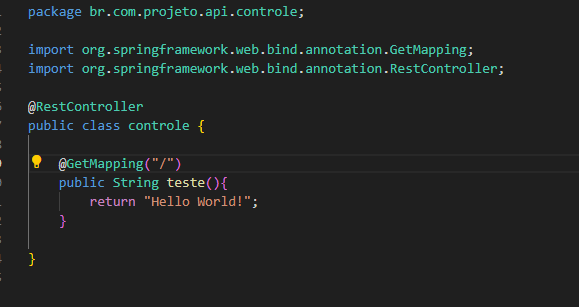 package br.com.projeto.api.controle;
import org.springframework.web.bind.annotation.GetMapping;
import org.springframework.web.bind.annotation.RestController;
@RestController
public class controle {
@GetMapping("/")
public String teste(){
return "Hello World!";
}
}